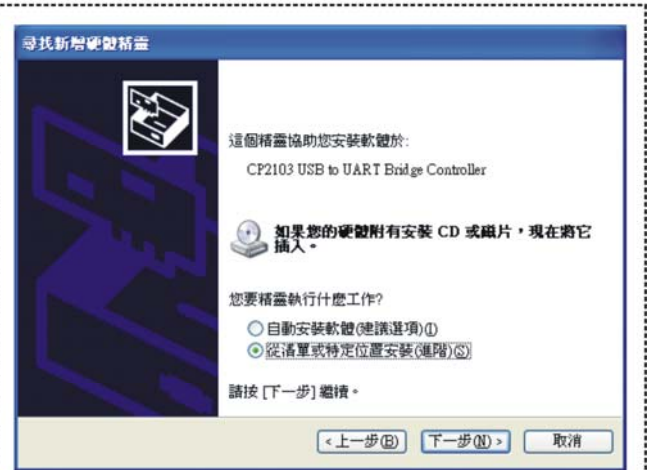 尋找新增硬體精靈
這個精靈協助您安裝軟體於:
CP2103 USB to UART Bridge Controller
如果您的硬體附有安裝 CD 或磁片，現在將它
插入。
您要精靈執行什麼工作?
自動安裝軟體(建議選項)(I)
從清單或特定位置安裝(進階)(S)
請按 [下一步] 繼續。
<上一步(B) 下一步(N)> 取消